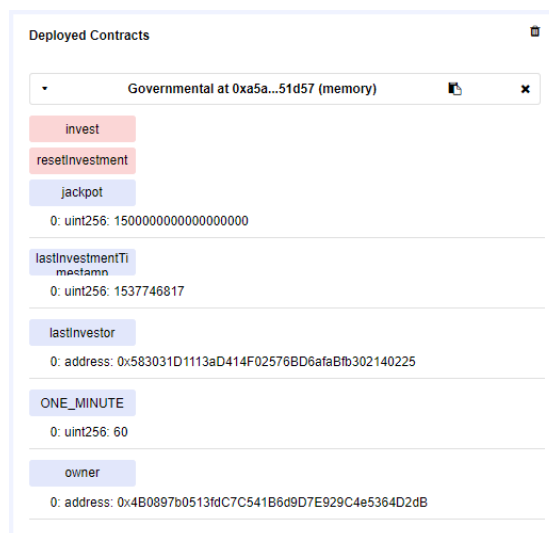 Deployed Contracts
Governmental at 0xa5a...51d57 (memory)
invest
resetInvestment
jackpot
0: uint256: 1500000000000000000
lastInvestmentTi
mestamp
0: uint256: 1537746817
lastInvestor
0: address: 0x583031D1113aD414F02576BD6afaBfb302140225
ONE_MINUTE
0: uint256: 60
owner
0: address: 0x4B0897b0513fdC7C541B6d9D7E929C4e5364D2dB